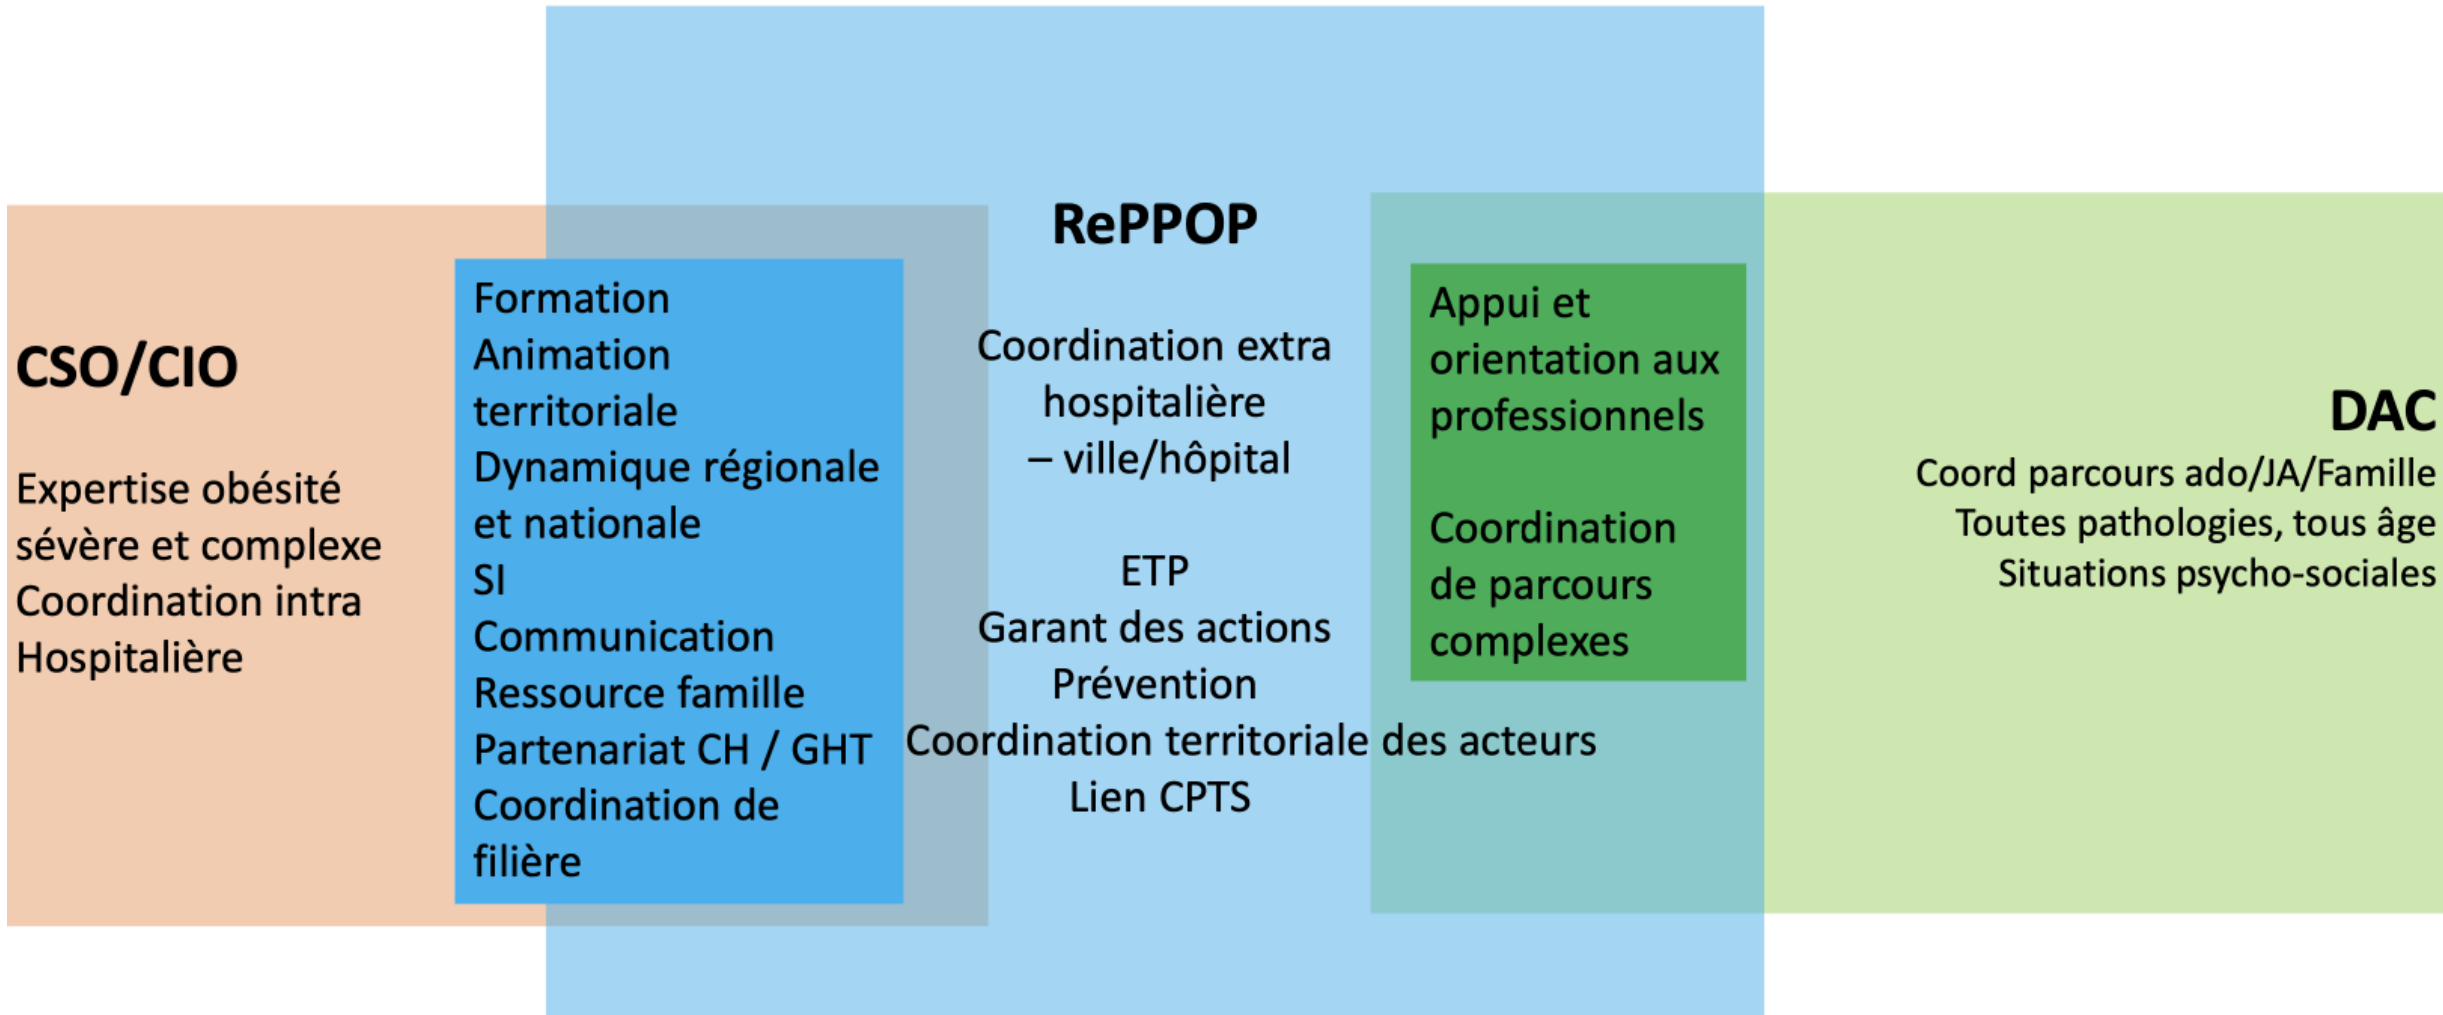 CSO/CIO
Expertise obésité
sévère et complexe
Coordination intra
Hospitalière
Formation
Animation
territoriale
Dynamique régionale
et nationale
SI
Communication
Ressource famille
Partenariat CH / GHT
Coordination de
filière
RePPOP
Coordination extra
hospitalière
– ville/hôpital
ETP
Garant des actions
Prévention
Coordination territoriale des acteurs
Lien CPTS
Appui et
orientation aux
professionnels
Coordination
de parcours
complexes
DAC
Coord parcours ado/JA/Famille
Toutes pathologies, tous âge
Situations psycho-sociales